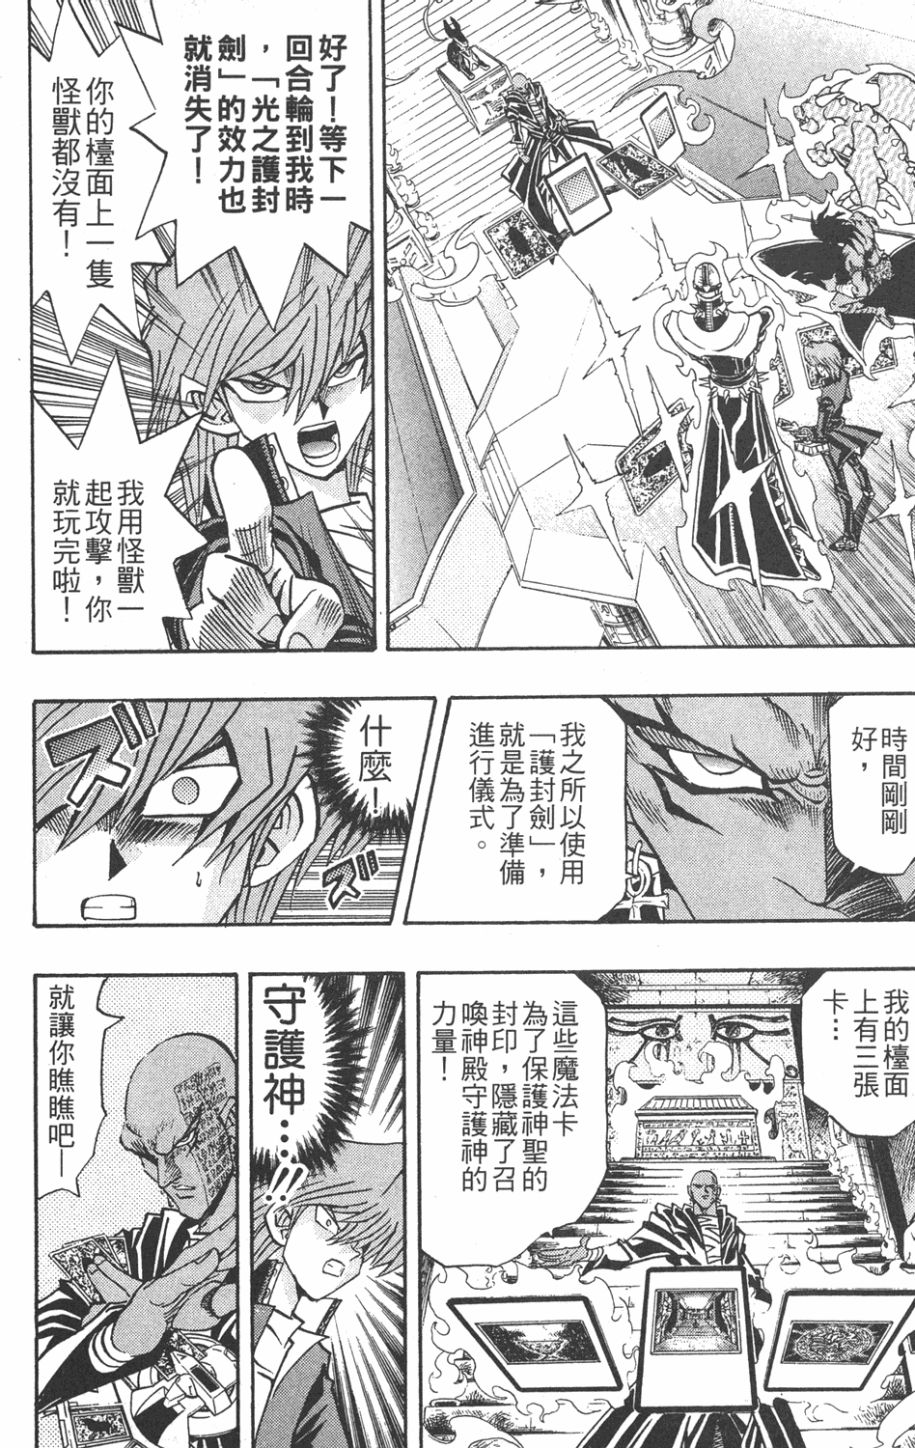 好了！等下一
回合輪到我時
，「光之護封
劍」的效力也
就消失了！
你的檯面上一隻
怪獸都沒有！
我用怪獸一
起攻擊，你
就玩完啦！
時間剛剛
好，
我之所以使用
「護封劍」，
就是為了準備
進行儀式。
什麼！
ズズ
ズズ
我的檯面
上有三張
卡…
這些魔法卡
為了保護神聖的
封印，隱藏了召
喚神殿守護神的
力量！
守護神…!!
就讓你瞧瞧吧—